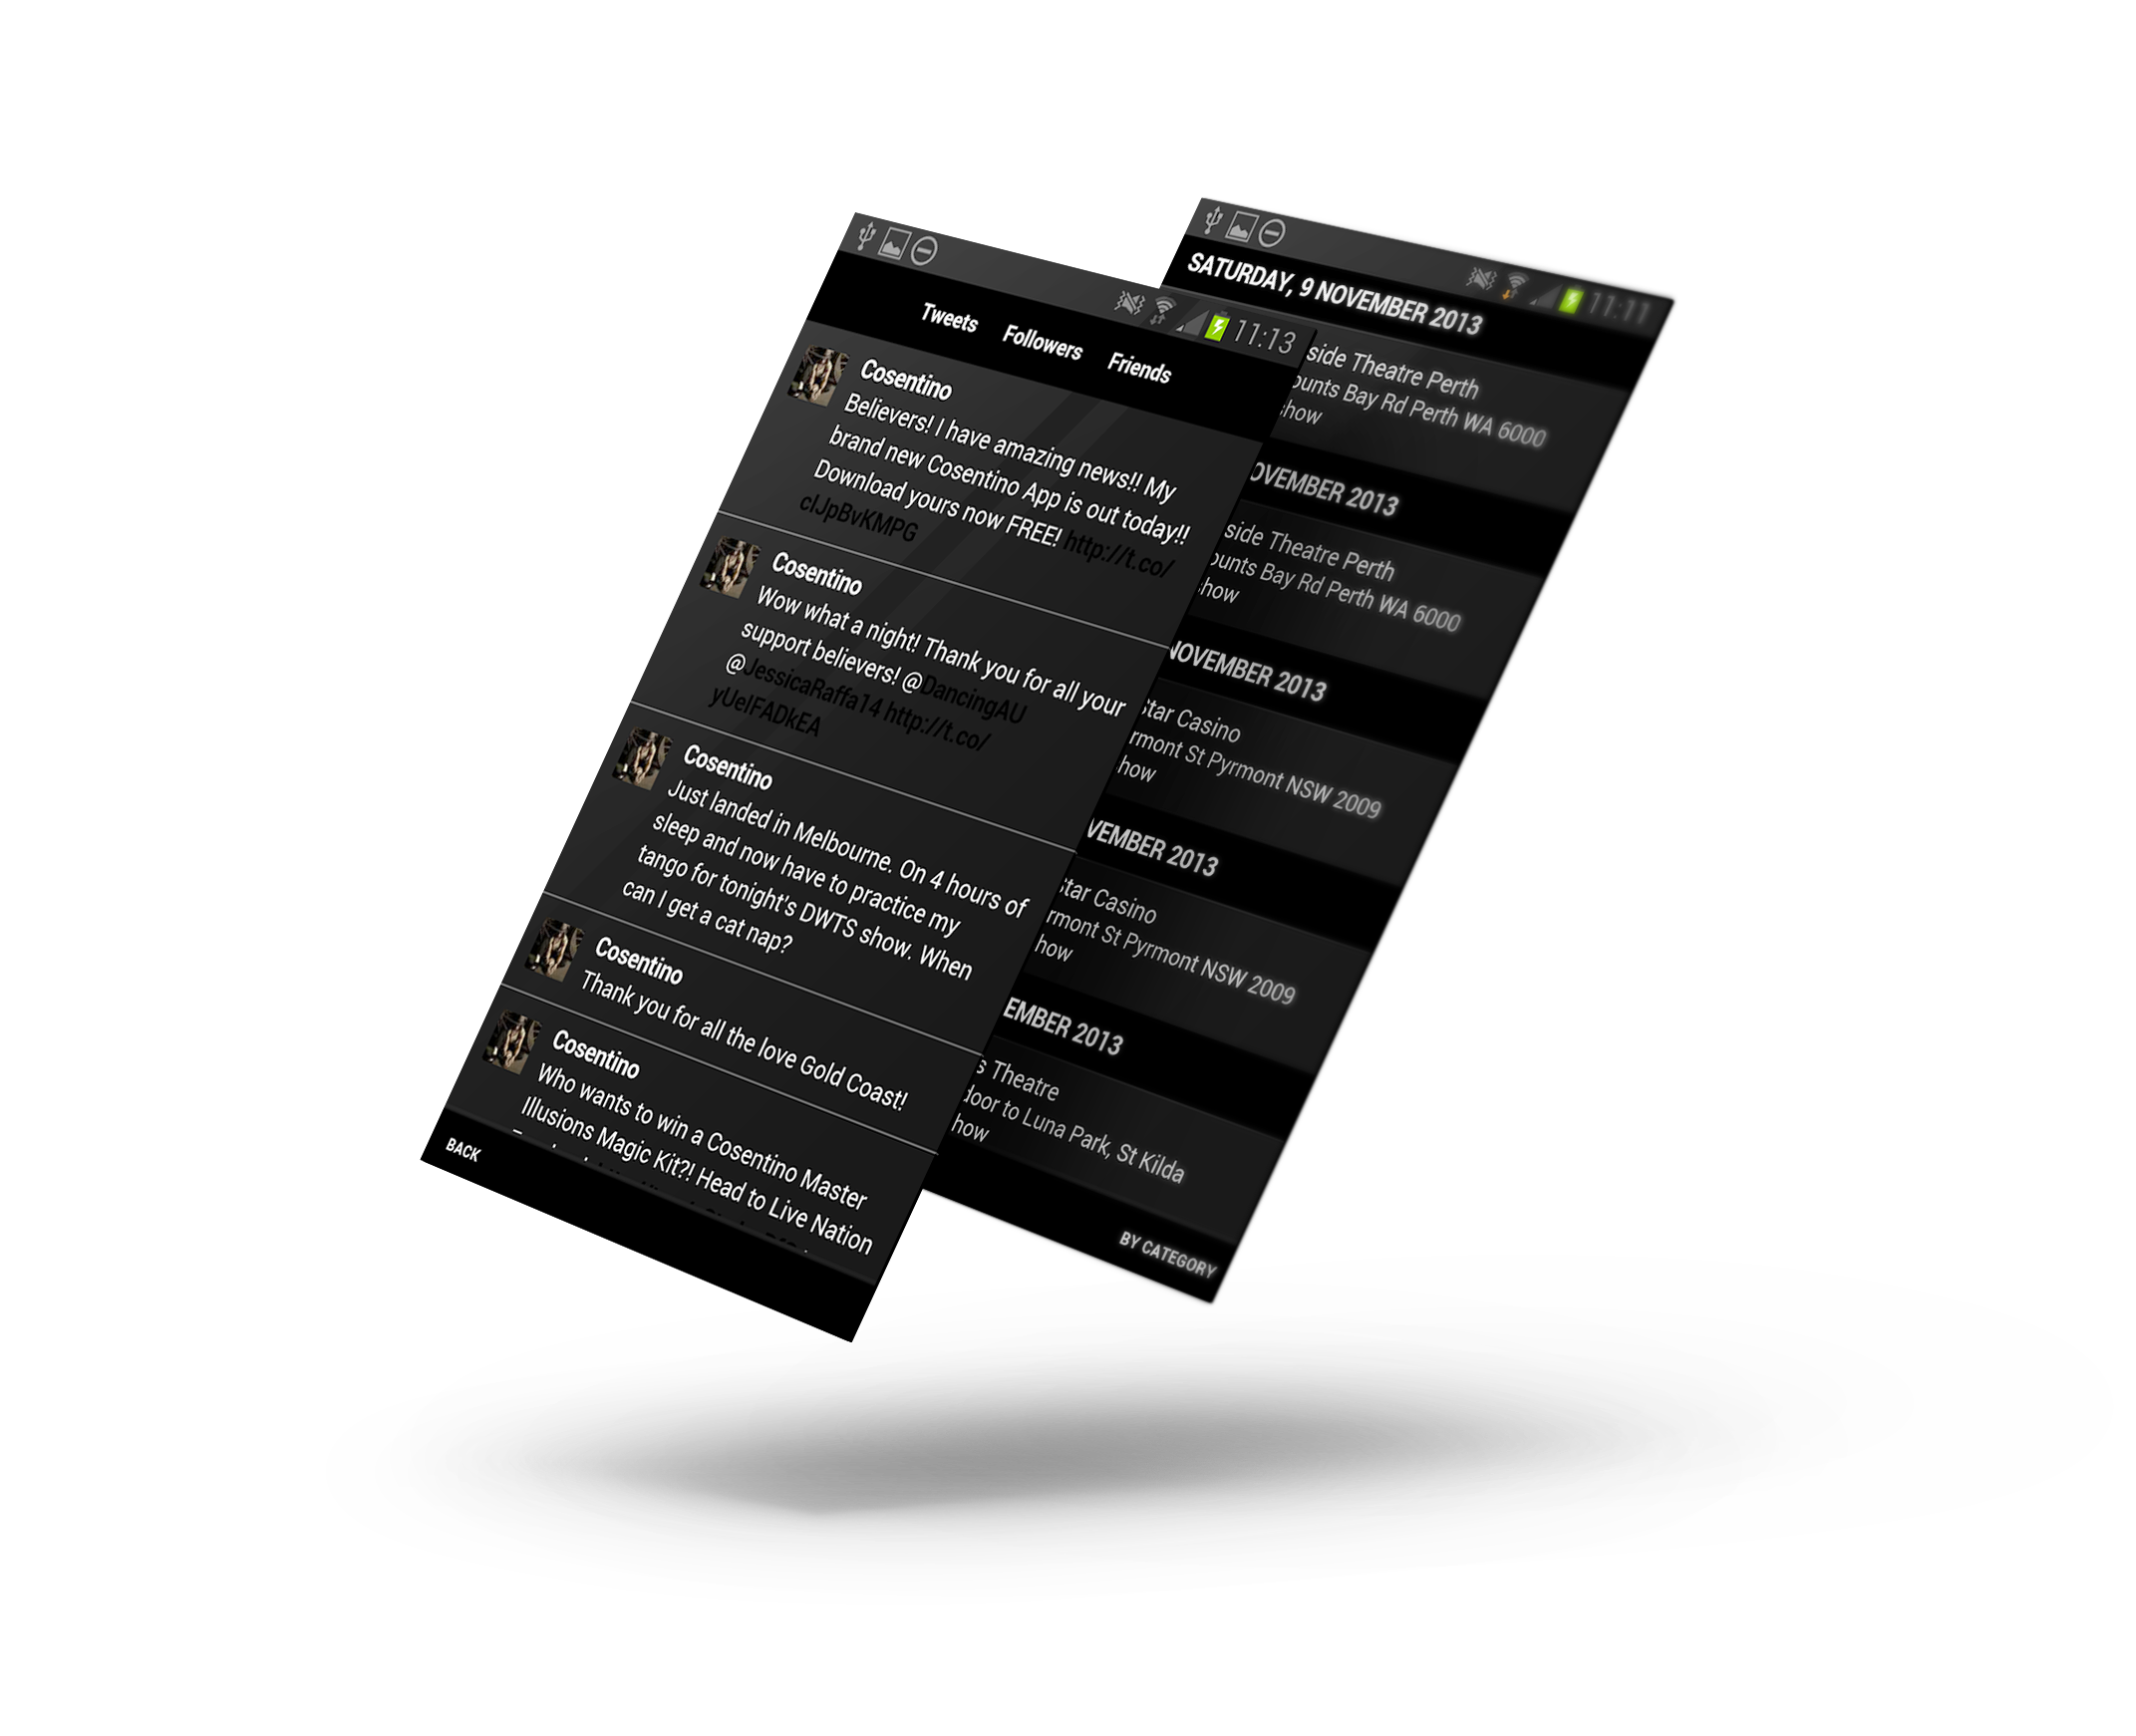 11:13
Tweets Followers Friends
Cosentino
Believers! I have amazing news!! My
brand new Cosentino App is out today!!
Download yours now FREE! http://t.co/
clJpBvKMPG
Cosentino
Wow what a night! Thank you for all your
support believers! @DancingAU
@JessicaRaffa14 http://t.co/
yUelFADkEA
Cosentino
Just landed in Melbourne. On 4 hours of
sleep and now have to practice my
tango for tonight's DWTS show. When
can I get a cat nap?
Cosentino
Thank you for all the love Gold Coast!
Cosentino
Who wants to win a Cosentino Master
Illusions Magic Kit?! Head to Live Nation
BACK
11:11
SATURDAY, 9 NOVEMBER 2013
side Theatre Perth
ounts Bay Rd Perth WA 6000
how
OVEMBER 2013
side Theatre Perth
ounts Bay Rd Perth WA 6000
how
NOVEMBER 2013
Star Casino
rmont St Pyrmont NSW 2009
how
VEMBER 2013
Star Casino
rmont St Pyrmont NSW 2009
how
EMBER 2013
s Theatre
door to Luna Park, St Kilda
how
BY CATEGORY